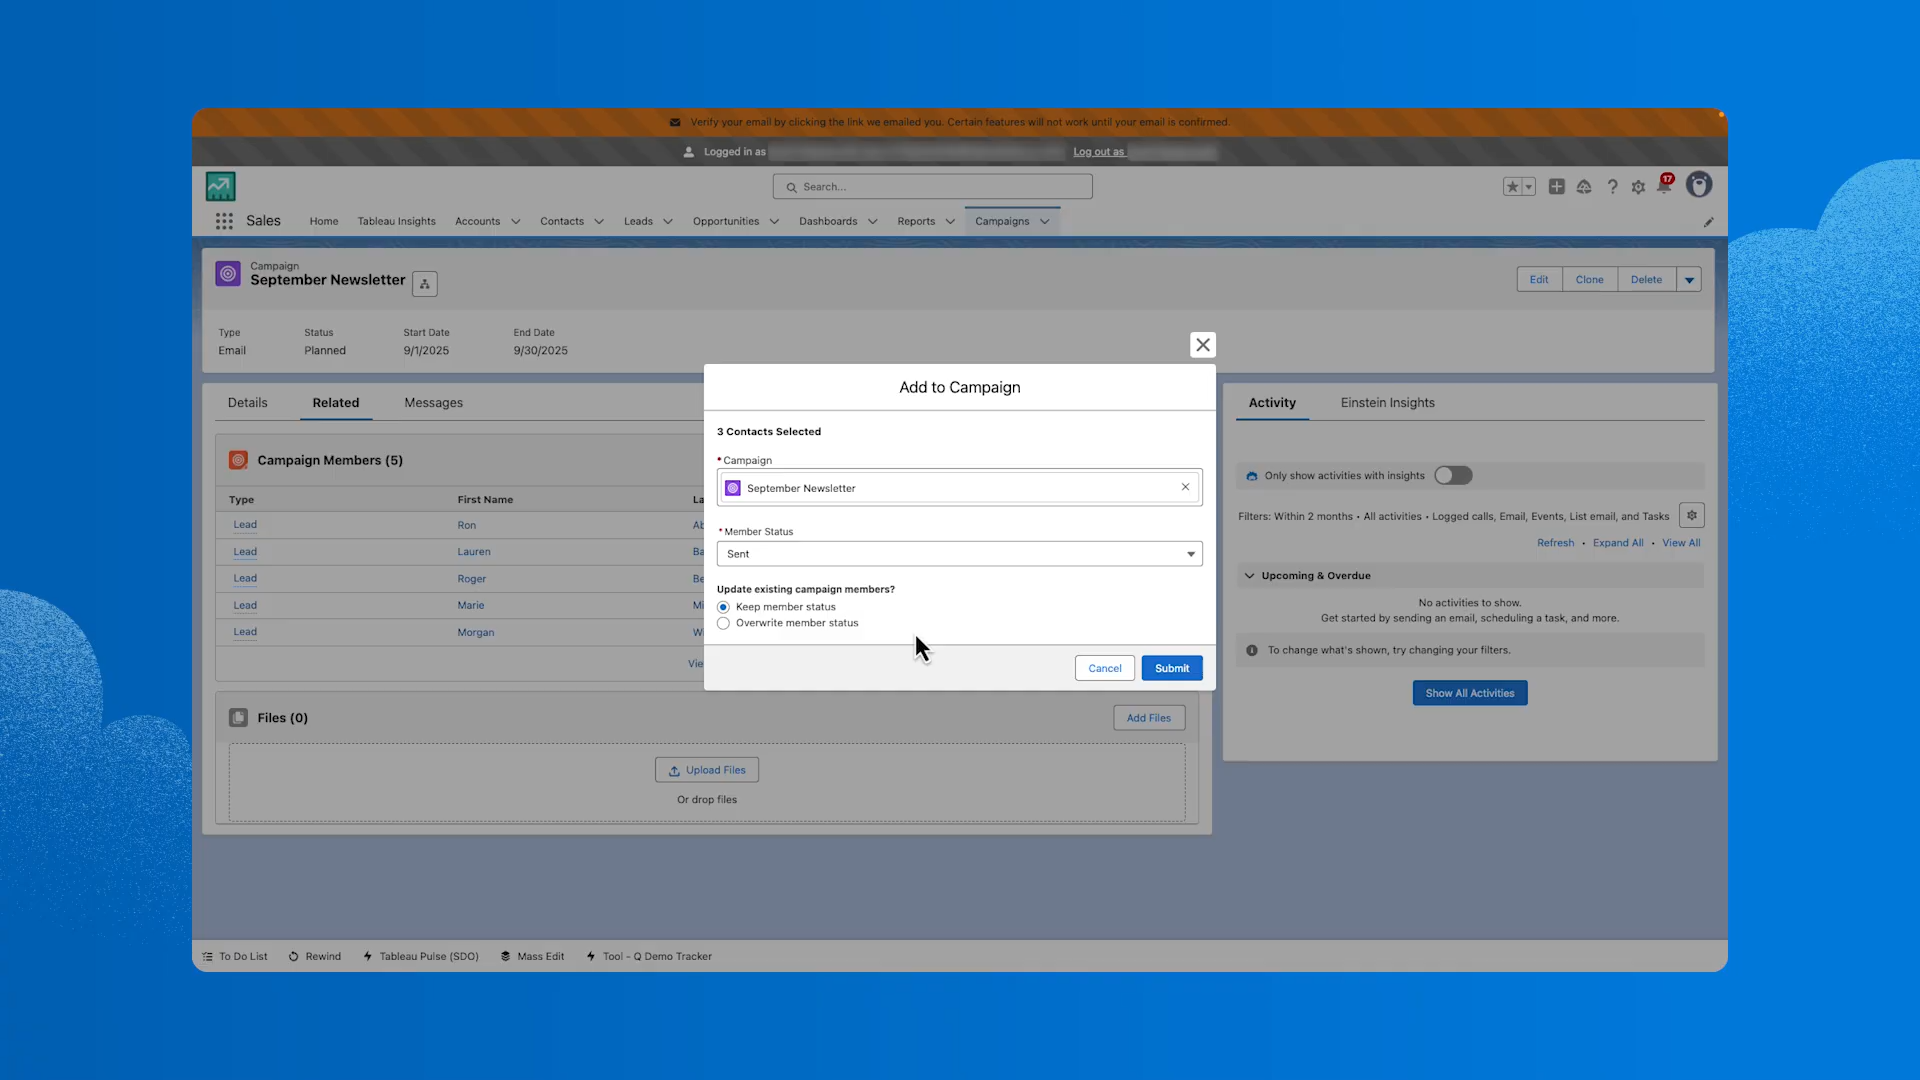 Verify your email by clicking the link we emailed you. Certain features will not work until your email is confirmed.
Logged in as
Log out as
Search...
17
Sales Home Tableau Insights Accounts Contacts Leads Opportunities Dashboards Reports Campaigns
Campaign
September Newsletter
Edit Clone Delete
Type Status Start Date End Date
Email Planned 9/1/2025 9/30/2025
Details Related Messages
Campaign Members (5)
Type First Name La
Lead Ron Ab
Lead Lauren Ba
Lead Roger Be
Lead Marie Mi
Lead Morgan Wi
Vie
Files (0)
Add Files
Upload Files
Or drop files
Add to Campaign
3 Contacts Selected
* Campaign
September Newsletter
* Member Status
Sent
Update existing campaign members?
Keep member status
Overwrite member status
Cancel Submit
Activity Einstein Insights
Only show activities with insights
Filters: Within 2 months • All activities • Logged calls, Email, Events, List email, and Tasks
Refresh • Expand All • View All
Upcoming & Overdue
No activities to show.
Get started by sending an email, scheduling a task, and more.
To change what's shown, try changing your filters.
Show All Activities
To Do List Rewind Tableau Pulse (SDO) Mass Edit Tool - Q Demo Tracker